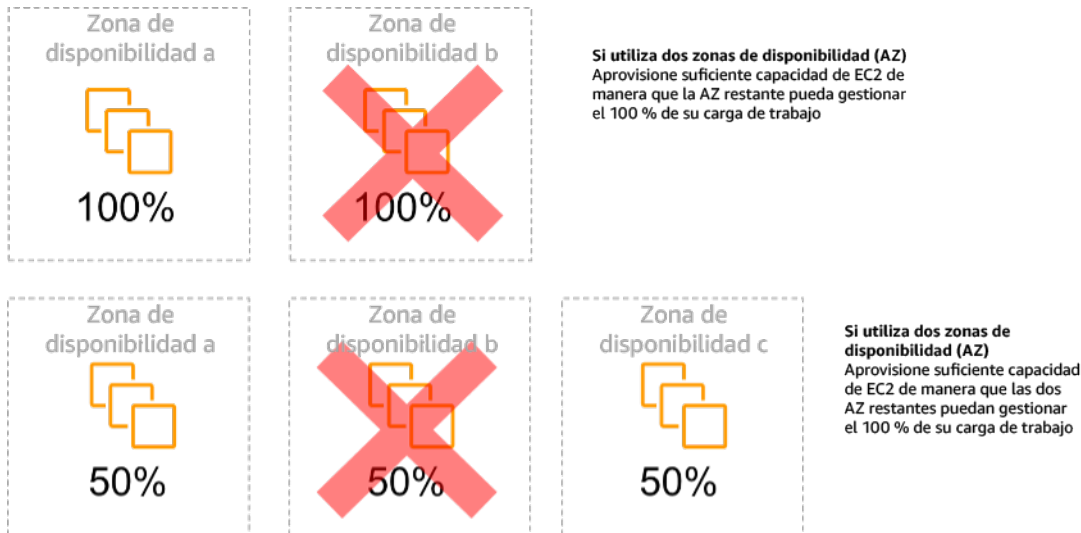 Zona de
disponibilidad a
100%
Zona de
disponibilidad b
100%
Si utiliza dos zonas de disponibilidad (AZ)
Aprovisione suficiente capacidad de EC2 de
manera que la AZ restante pueda gestionar
el 100 % de su carga de trabajo
Zona de
disponibilidad a
50%
Zona de
disponibilidad b
50%
Zona de
disponibilidad c
50%
Si utiliza dos zonas de
disponibilidad (AZ)
Aprovisione suficiente capacidad
de EC2 de manera que las dos
AZ restantes puedan gestionar
el 100 % de su carga de trabajo